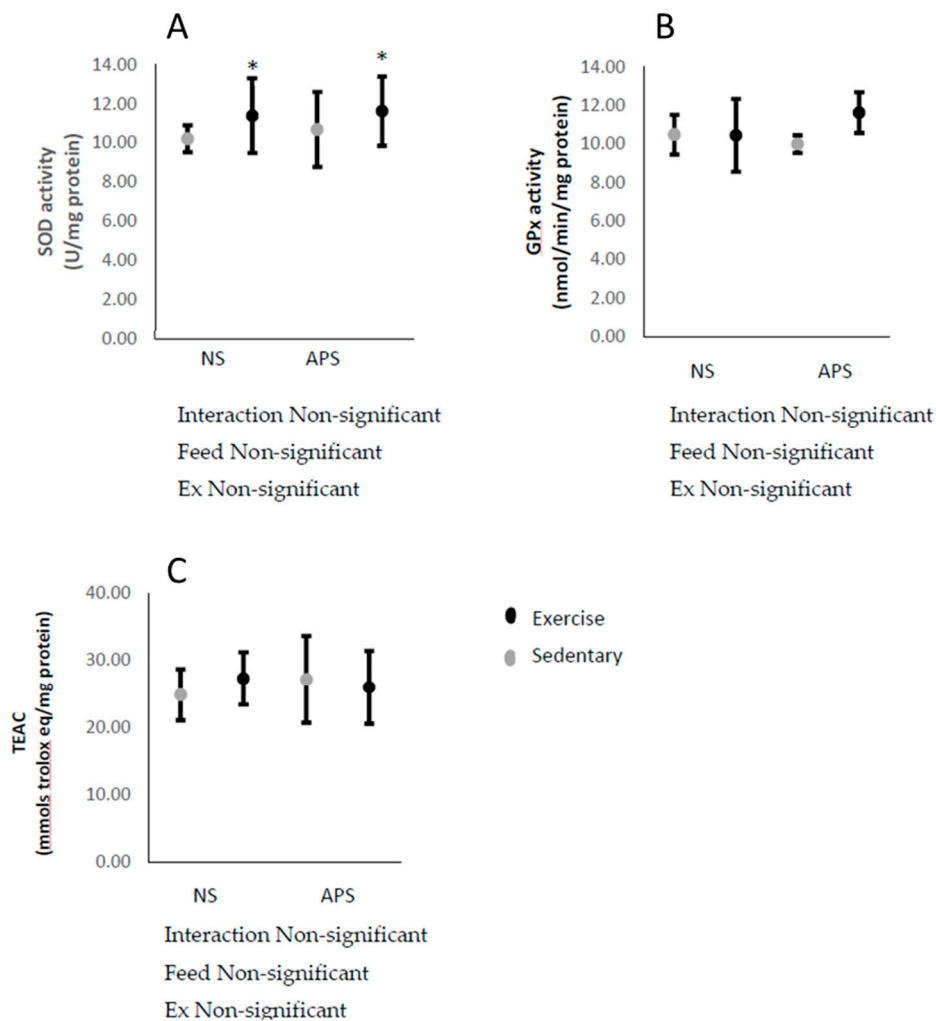 A
*
*
14.00
12.00
10.00
8.00
6.00
4.00
2.00
0.00
SOD activity
(U/mg protein)
NS
APS
Interaction Non-significant
Feed Non-significant
Ex Non-significant
B
14.00
12.00
10.00
8.00
6.00
4.00
2.00
0.00
GPx activity
(nmol/min/mg protein)
NS
APS
Interaction Non-significant
Feed Non-significant
Ex Non-significant
C
40.00
30.00
20.00
10.00
0.00
TEAC
(mmols trolox eq/mg protein)
NS
APS
Interaction Non-significant
Feed Non-significant
Ex Non-significant
Exercise
Sedentary